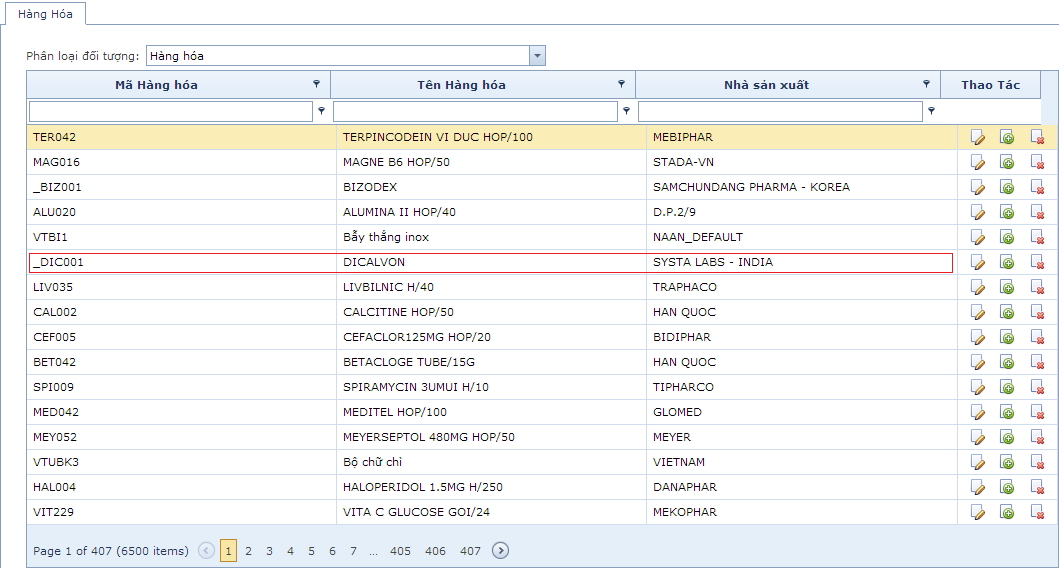 Hàng Hóa
Phân loại đối tượng: Hàng hóa
Mã Hàng hóa Tên Hàng hóa Nhà sản xuất Thao Tác
TER042 TERPINCODEIN VI DUC HOP/100 MEBIPHAR
MAG016 MAGNE B6 HOP/50 STADA-VN
_BIZ001 BIZODEX SAMCHUNDANG PHARMA - KOREA
ALU020 ALUMINA II HOP/40 D.P.2/9
VTBI1 Bẫy thẳng inox NAAN_DEFAULT
_DIC001 DICALVON SYSTA LABS - INDIA
LIV035 LIVBILNIC H/40 TRAPHACO
CAL002 CALCITINE HOP/50 HAN QUOC
CEF005 CEFACLOR125MG HOP/20 BIDIPHAR
BET042 BETACLOGE TUBE/15G HAN QUOC
SPI009 SPIRAMYCIN 3UMUI H/10 TIPHARCO
MED042 MEDITEL HOP/100 GLOMED
MEY052 MEYERSEPTOL 480MG HOP/50 MEYER
VTUBK3 Bộ chữ chì VIETNAM
HAL004 HALOPERIDOL 1.5MG H/250 DANAPHAR
VIT229 VITA C GLUCOSE GOI/24 MEKOPHAR
Page 1 of 407 (6500 items) 1 2 3 4 5 6 7 ... 405 406 407